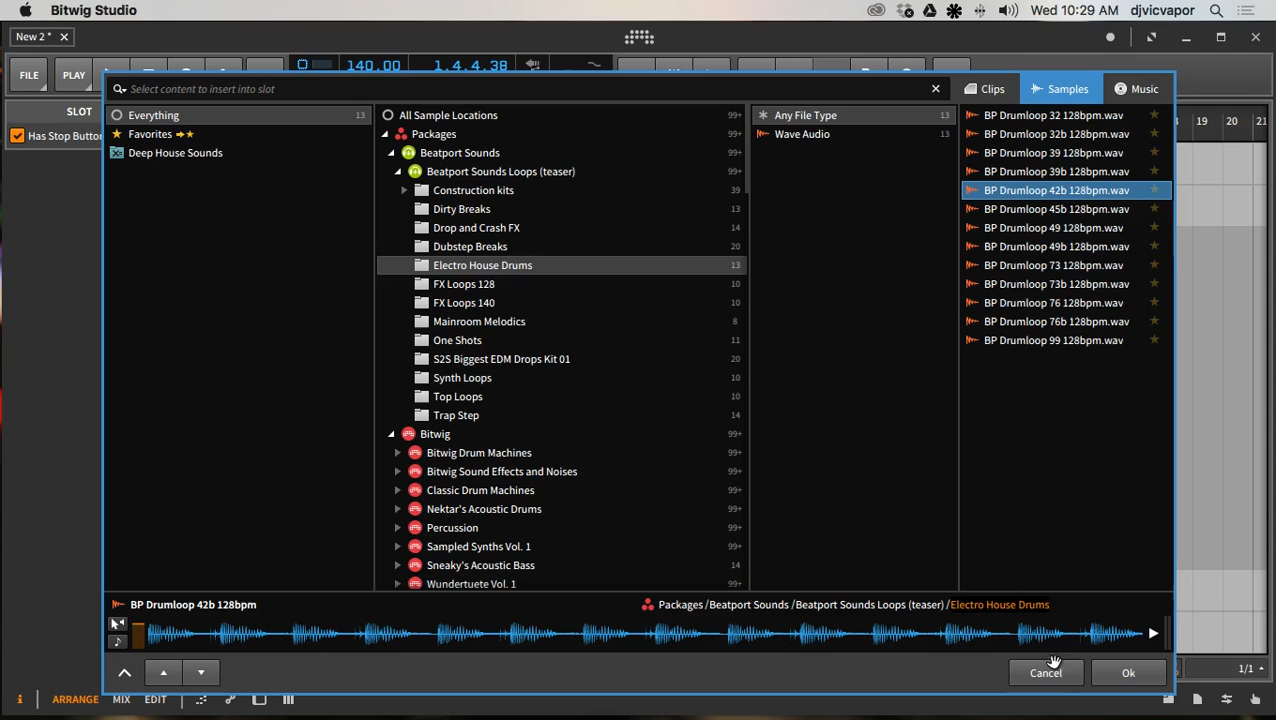 Bitwig Studio
Wed 10:29 AM djvicvapor
New 2 *
FILE
PLAY
140.00
1.4.4.38
SLOT
Has Stop Button
19 20 21
Select content to insert into slot
Clips
Samples
Music
Everything 13
Favorites
Deep House Sounds
All Sample Locations 99+
Packages 99+
Beatport Sounds 99+
Beatport Sounds Loops (teaser) 99+
Construction kits 39
Dirty Breaks 13
Drop and Crash FX 14
Dubstep Breaks 20
Electro House Drums 13
FX Loops 128 10
FX Loops 140 10
Mainroom Melodics 8
One Shots 11
S2S Biggest EDM Drops Kit 01 20
Synth Loops 10
Top Loops 10
Trap Step 14
Bitwig 99+
Bitwig Drum Machines 99+
Bitwig Sound Effects and Noises 99+
Classic Drum Machines 99+
Nektar's Acoustic Drums 99+
Percussion 99+
Sampled Synths Vol. 1 99+
Sneaky's Acoustic Bass 14
Wundertuete Vol. 1 99+
Any File Type 13
Wave Audio 13
BP Drumloop 32 128bpm.wav
BP Drumloop 32b 128bpm.wav
BP Drumloop 39 128bpm.wav
BP Drumloop 39b 128bpm.wav
BP Drumloop 42b 128bpm.wav
BP Drumloop 45b 128bpm.wav
BP Drumloop 49 128bpm.wav
BP Drumloop 49b 128bpm.wav
BP Drumloop 73 128bpm.wav
BP Drumloop 73b 128bpm.wav
BP Drumloop 76 128bpm.wav
BP Drumloop 76b 128bpm.wav
BP Drumloop 99 128bpm.wav
BP Drumloop 42b 128bpm
Packages /Beatport Sounds /Beatport Sounds Loops (teaser) /Electro House Drums
Cancel
Ok
1/1
i ARRANGE MIX EDIT